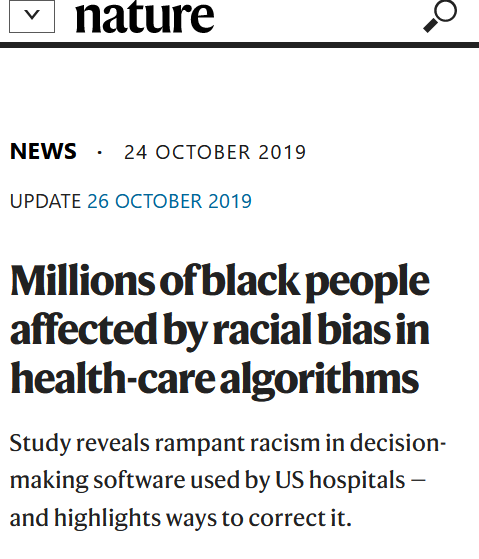 nature
NEWS · 24 OCTOBER 2019
UPDATE 26 OCTOBER 2019
Millions of black people
affected by racial bias in
health-care algorithms
Study reveals rampant racism in decision-
making software used by US hospitals —
and highlights ways to correct it.